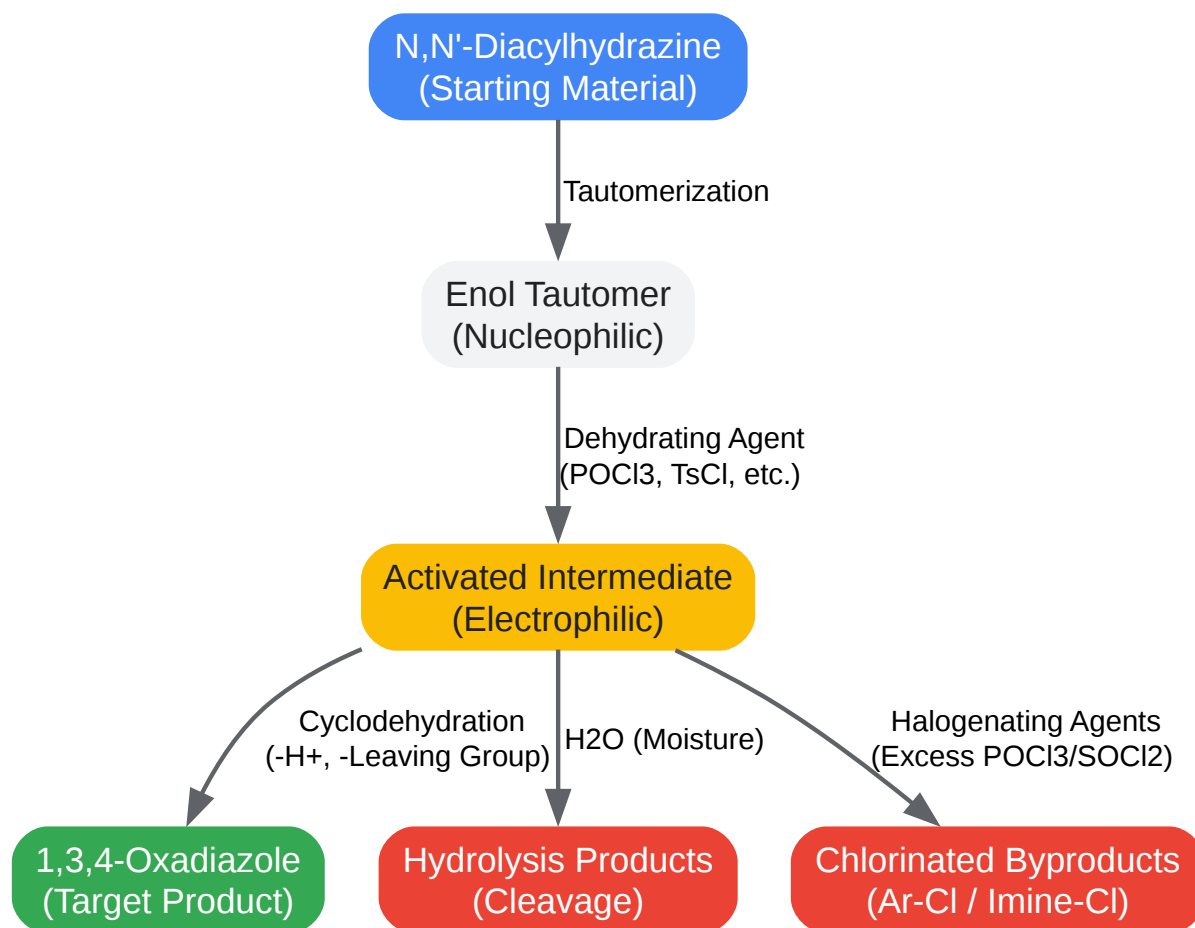 N,N'-Diacylhydrazine
(Starting Material)
Tautomerization
Enol Tautomer
(Nucleophilic)
Dehydrating Agent
(POCl3, TsCl, etc.)
Activated Intermediate
(Electrophilic)
Cyclodehydration
(-H+, -Leaving Group)
H2O (Moisture)
Halogenating Agents
(Excess POCl3/SOCl2)
1,3,4-Oxadiazole
(Target Product)
Hydrolysis Products
(Cleavage)
Chlorinated Byproducts
(Ar-Cl / Imine-Cl)